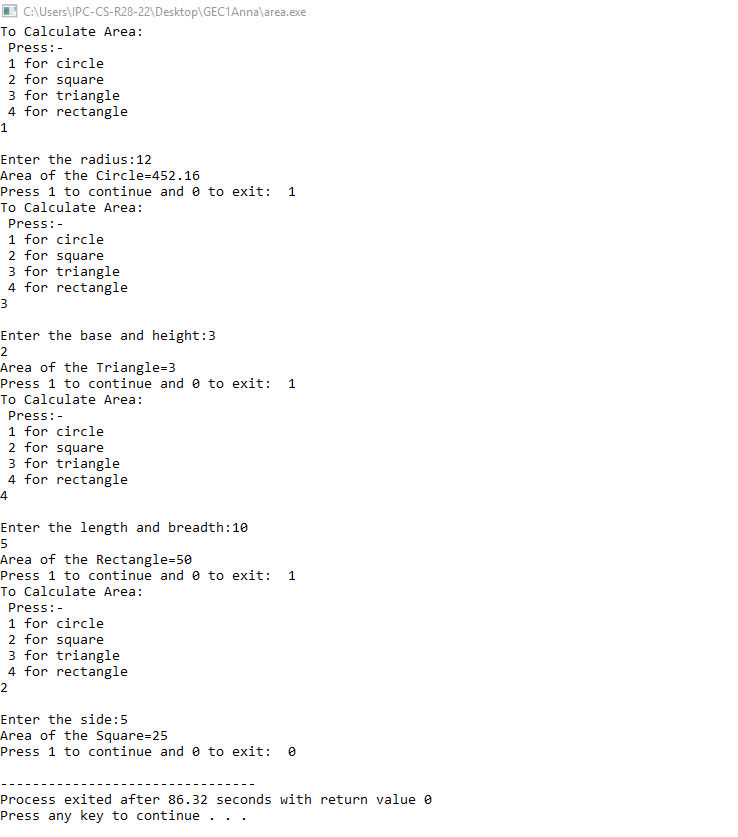 C:\Users\IPC-CS-R28-22\Desktop\GEC1Anna\area.exe
To Calculate Area:
 Press:-
 1 for circle
 2 for square
 3 for triangle
 4 for rectangle
1

Enter the radius:12
Area of the Circle=452.16
Press 1 to continue and 0 to exit:  1
To Calculate Area:
 Press:-
 1 for circle
 2 for square
 3 for triangle
 4 for rectangle
3

Enter the base and height:3
2
Area of the Triangle=3
Press 1 to continue and 0 to exit:  1
To Calculate Area:
 Press:-
 1 for circle
 2 for square
 3 for triangle
 4 for rectangle
4

Enter the length and breadth:10
5
Area of the Rectangle=50
Press 1 to continue and 0 to exit:  1
To Calculate Area:
 Press:-
 1 for circle
 2 for square
 3 for triangle
 4 for rectangle
2

Enter the side:5
Area of the Square=25
Press 1 to continue and 0 to exit:  0

--------------------------------
Process exited after 86.32 seconds with return value 0
Press any key to continue . . .